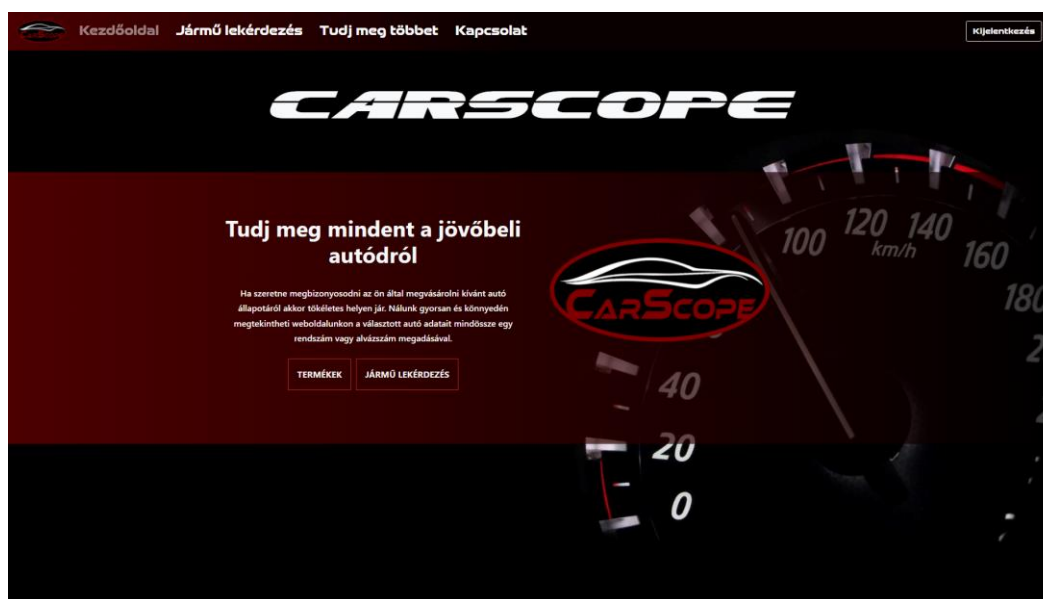 Kezdőoldal Jármű lekérdezés Tudj meg többet Kapcsolat Kijelentkezés
CARSCOPE
Tudj meg mindent a jövőbeli
autódról
Ha szeretne megbizonyosodni az ön által megvásárolni kívánt autó
állapotáról akkor tökéletes helyen jár. Nálunk gyorsan és könnyedén
megtekintheti weboldalunkon a választott autó adatait mindössze egy
rendszám vagy alvázszám megadásával.
TERMÉKEK JÁRMŰ LEKÉRDEZÉS
CARSCOPE
0
20
40
100
120
140
160
180
km/h